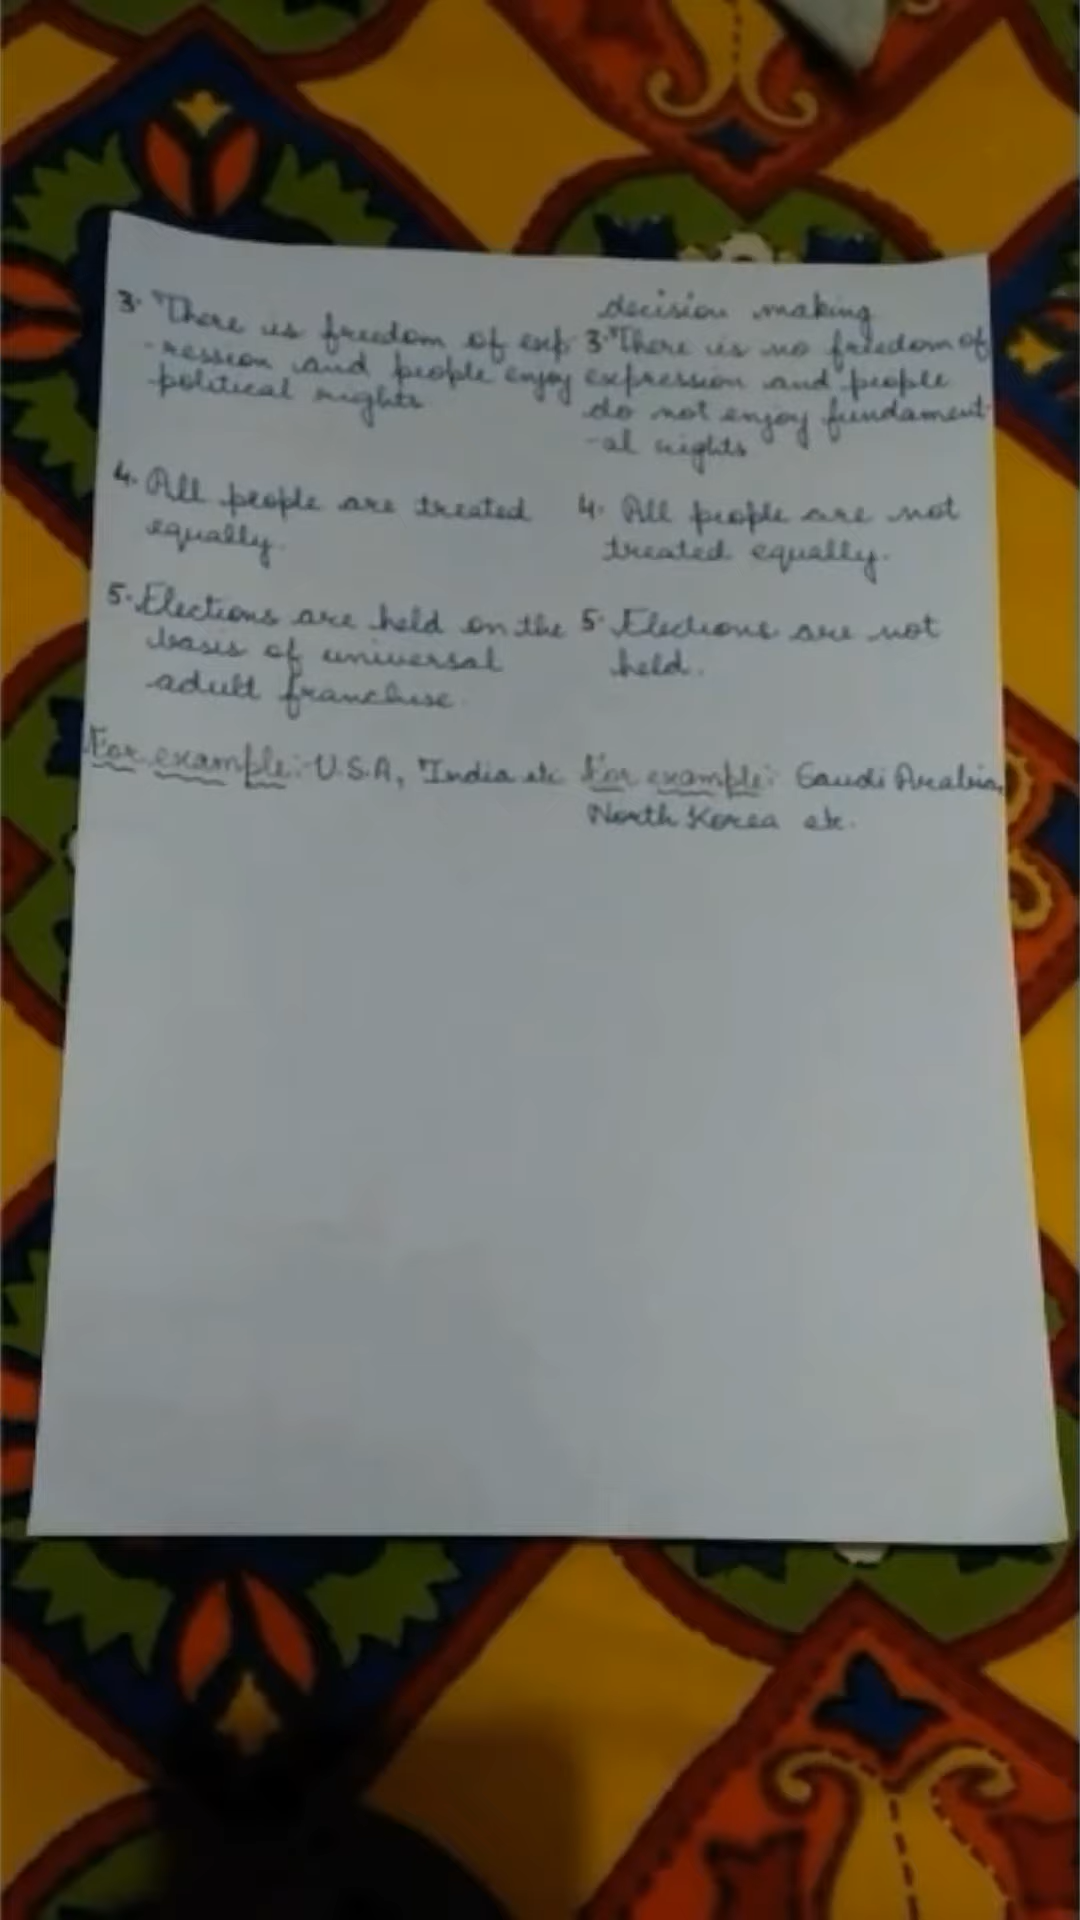 decision making
3. There is freedom of exp
-ression and people enjoy
political rights
3. There is no freedom of
expression and people
do not enjoy fundament-
-al rights
4. All people are treated
equally.
4. All people are not
treated equally.
5. Elections are held on the
basis of universal
adult franchise.
5. Elections are not
held.
For example:- U.S.A, India etc
For example: Saudi Arabia,
North Korea etc.